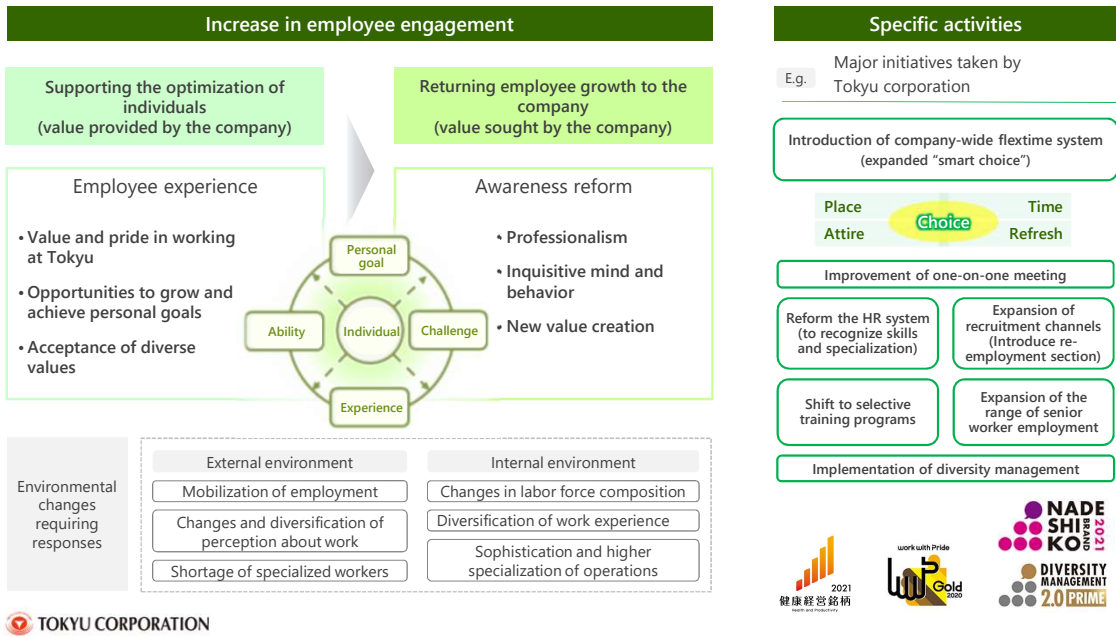 Increase in employee engagement
Supporting the optimization of
individuals
(value provided by the company)
Returning employee growth to the
company
(value sought by the company)
Employee experience
• Value and pride in working
at Tokyu
• Opportunities to grow and
achieve personal goals
• Acceptance of diverse
values
Personal
goal
Ability
Individual
Challenge
Experience
Awareness reform
• Professionalism
• Inquisitive mind and
behavior
• New value creation
Environmental
changes
requiring
responses
External environment
Mobilization of employment
Changes and diversification of
perception about work
Shortage of specialized workers
Internal environment
Changes in labor force composition
Diversification of work experience
Sophistication and higher
specialization of operations
TOKYU CORPORATION
Specific activities
E.g.
Major initiatives taken by
Tokyu corporation
Introduction of company-wide flextime system
(expanded “smart choice”)
Place
Time
Choice
Attire
Refresh
Improvement of one-on-one meeting
Reform the HR system
(to recognize skills
and specialization)
Expansion of
recruitment channels
(Introduce re-
employment section)
Shift to selective
training programs
Expansion of the
range of senior
worker employment
Implementation of diversity management
2021
健康経営銘柄
Health and Productivity
work with Pride
Gold
2020
NADE
SHI
KO
BRAND
2021
DIVERSITY
MANAGEMENT
2.0 PRIME